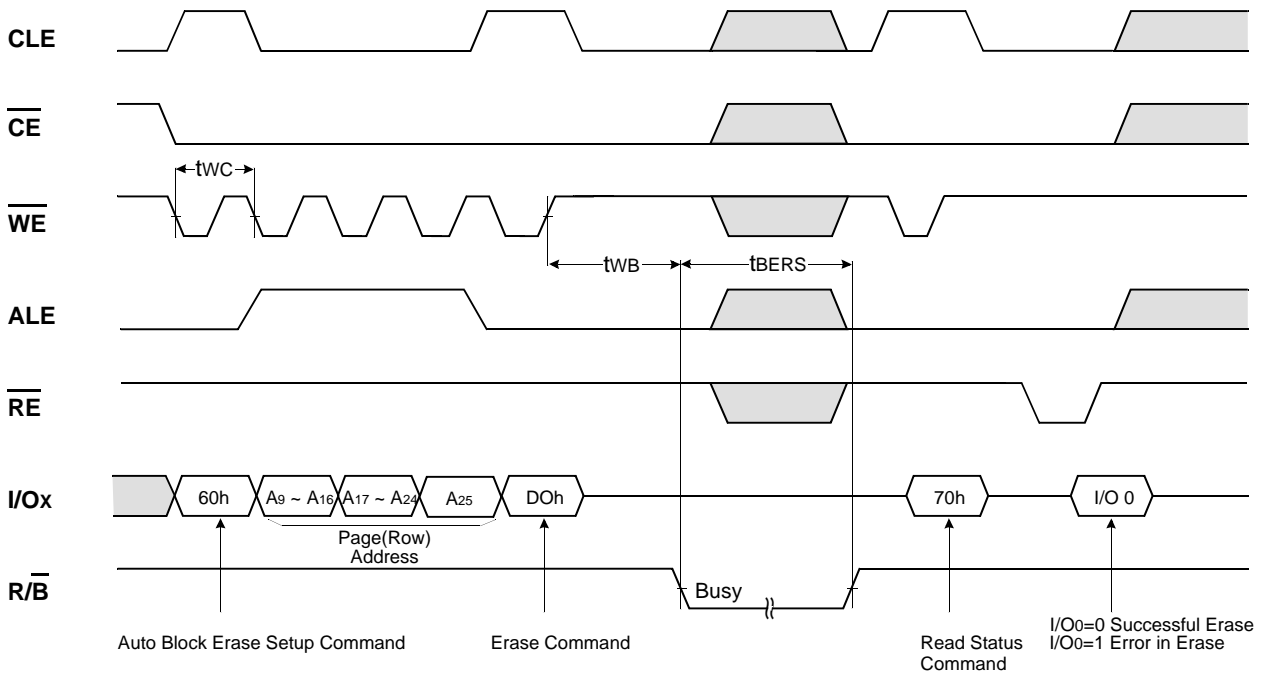 CLE
CE
tWC
WE
tWB
tBERS
ALE
RE
I/Ox
60h
A9 ~ A16
A17 ~ A24
A25
DOh
70h
I/O 0
Page(Row)
Address
R/B
Busy
Auto Block Erase Setup Command
Erase Command
Read Status
Command
I/O0=0 Successful Erase
I/O0=1 Error in Erase